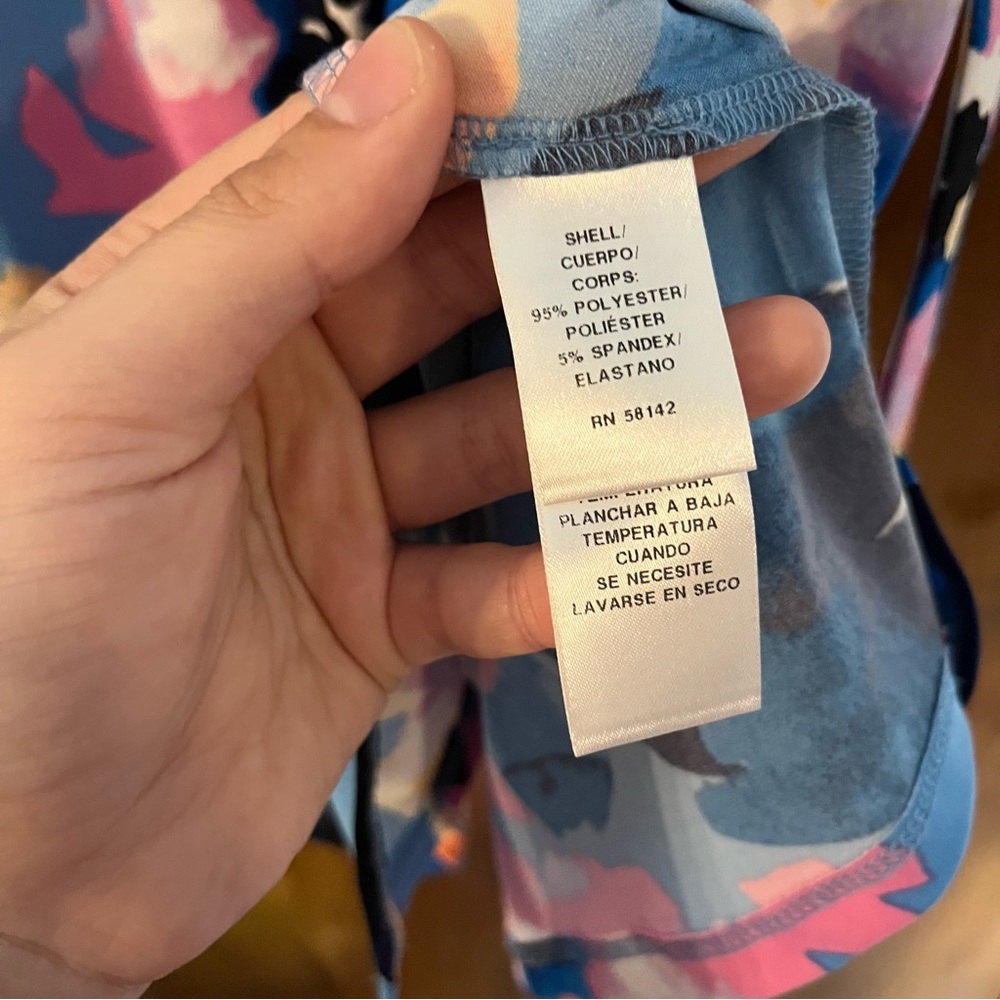 SHELL/
CUERPO/
CORPS:
95% POLYESTER/
POLIÉSTER
5% SPANDEX/
ELASTANO
RN 58142
TEMPERATURA
PLANCHAR A BAJA
TEMPERATURA
CUANDO
SE NECESITE
LAVARSE EN SECO